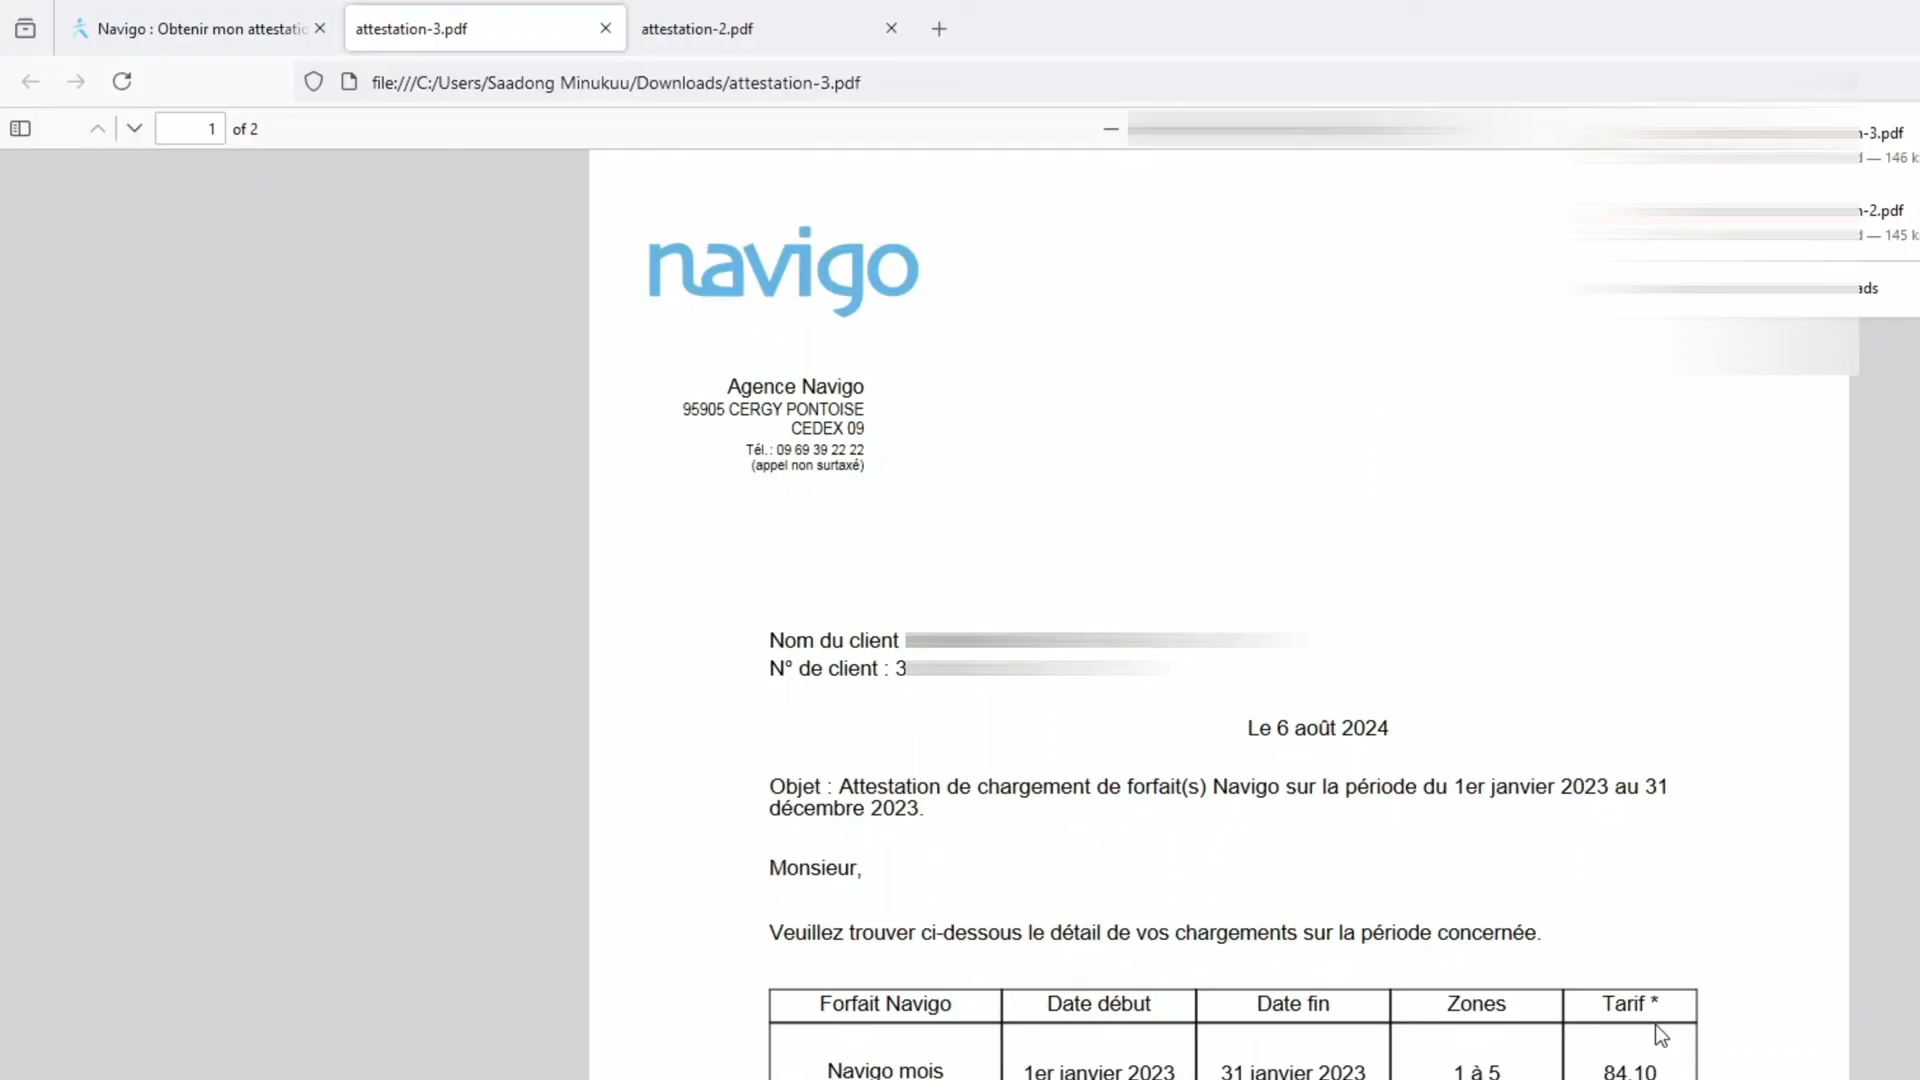 Navigo : Obtenir mon attestatio
attestation-3.pdf
attestation-2.pdf
file:///C:/Users/Saadong Minukuu/Downloads/attestation-3.pdf
1 of 2
-3.pdf
— 146 k
-2.pdf
— 145 k
ads
navigo
Agence Navigo
95905 CERGY PONTOISE
CEDEX 09
Tél.: 09 69 39 22 22
(appel non surtaxé)
Nom du client
N° de client : 3
Le 6 août 2024
Objet : Attestation de chargement de forfait(s) Navigo sur la période du 1er janvier 2023 au 31
décembre 2023.
Monsieur,
Veuillez trouver ci-dessous le détail de vos chargements sur la période concernée.
Forfait Navigo Date début Date fin Zones Tarif *
Navigo mois 1er janvier 2023 31 janvier 2023 1 à 5 84,10